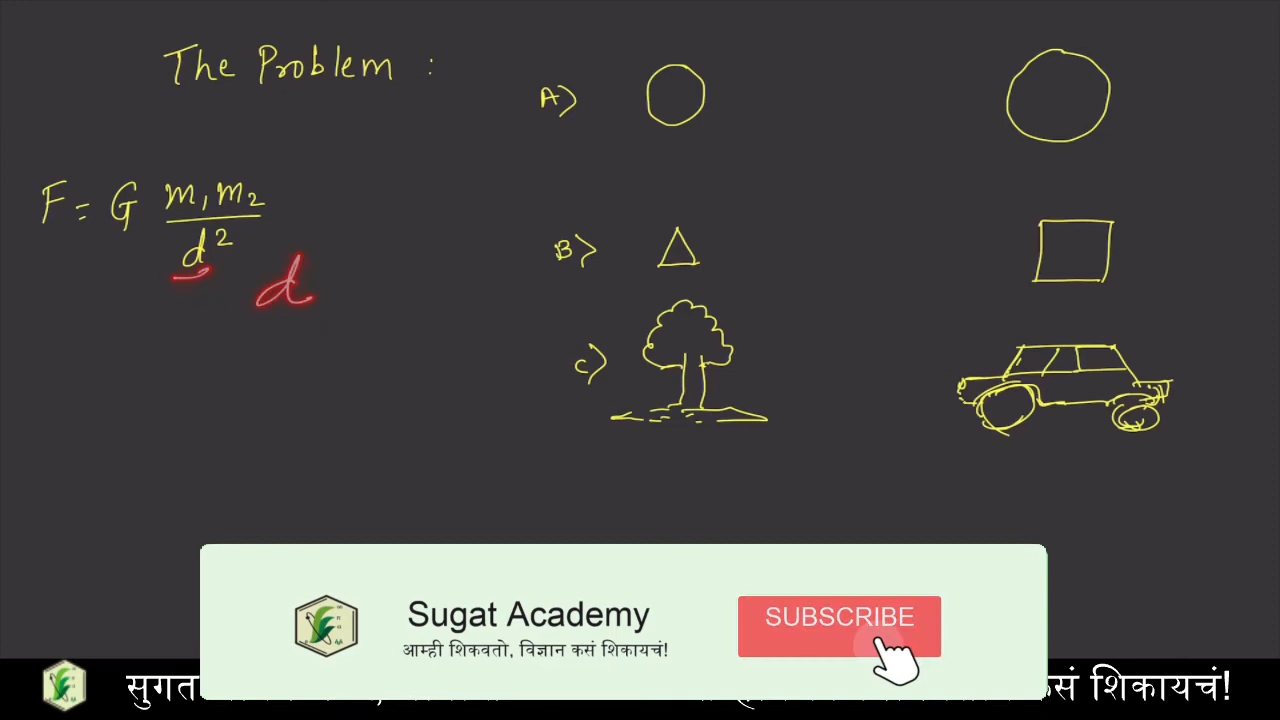 The Problem :
A)
F = G m₁m₂ / d²
d
B)
C)
Sugat Academy
आम्ही शिकवतो, विज्ञान कसं शिकायचं!
SUBSCRIBE
सुगत
कसं शिकायचं!